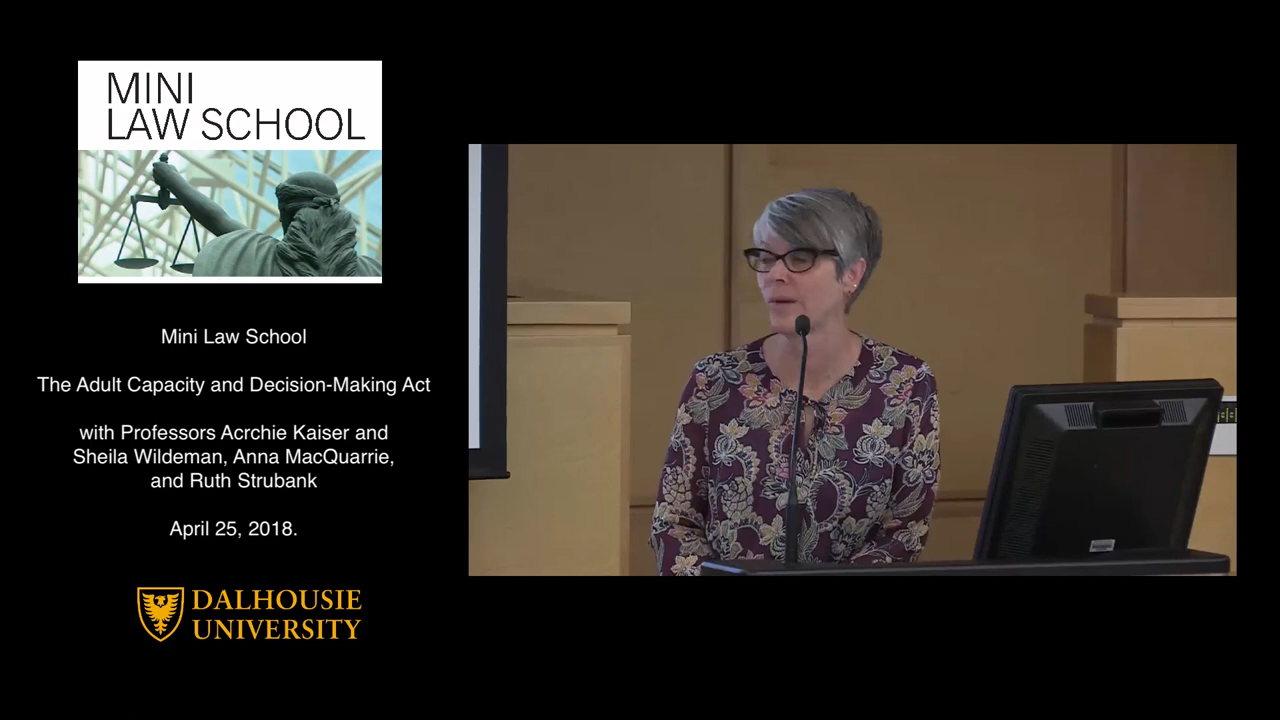 MINI
LAW SCHOOL
Mini Law School
The Adult Capacity and Decision-Making Act
with Professors Acrchie Kaiser and
Sheila Wildeman, Anna MacQuarrie,
and Ruth Strubank
April 25, 2018.
DALHOUSIE
UNIVERSITY